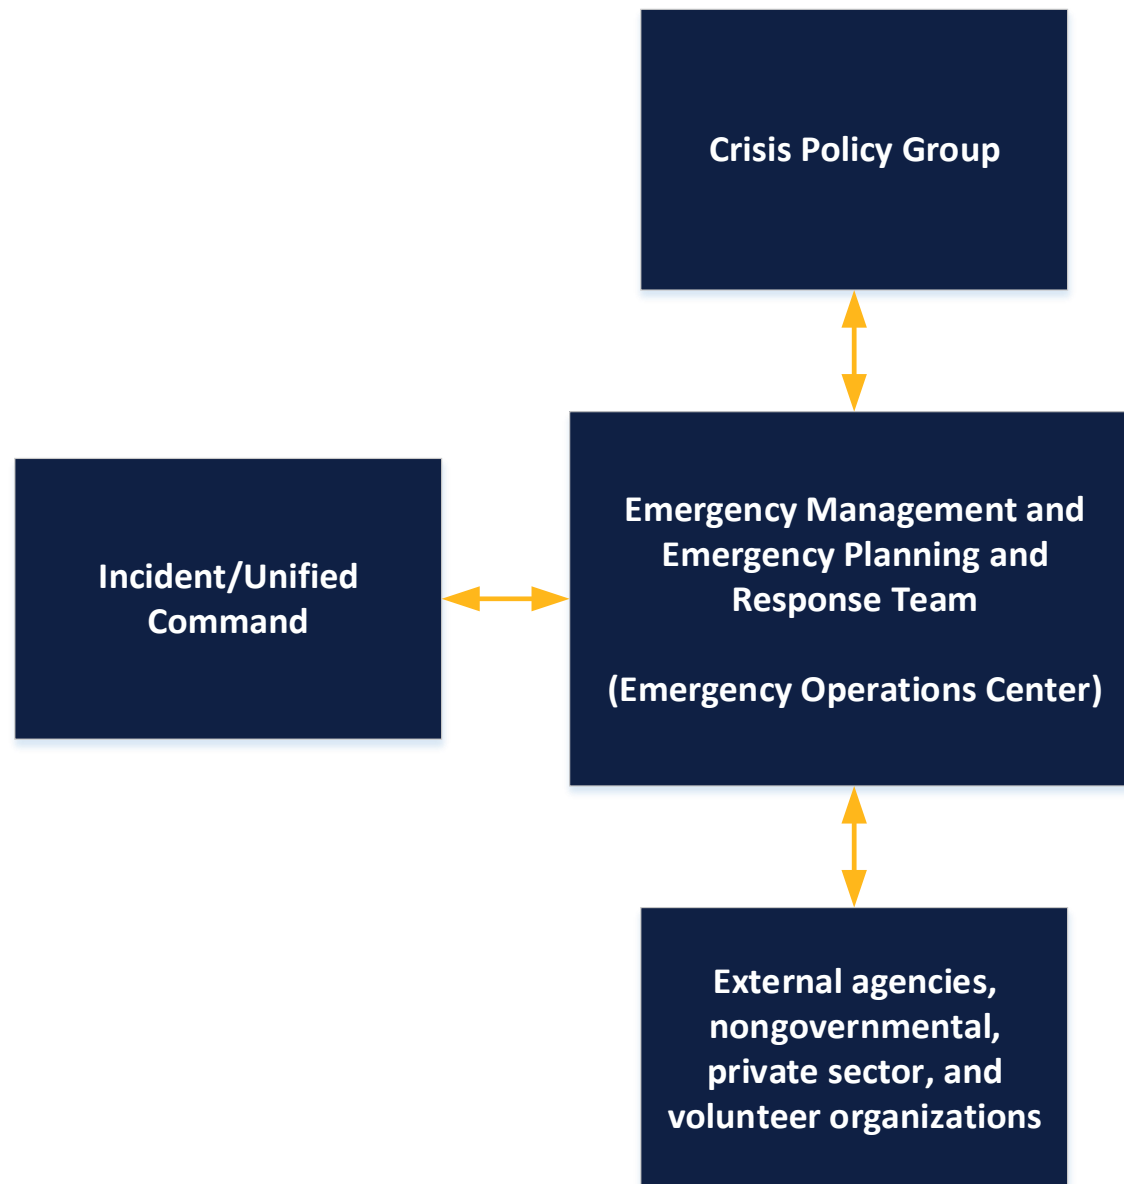 Crisis Policy Group
Incident/Unified
Command
Emergency Management and
Emergency Planning and
Response Team
(Emergency Operations Center)
External agencies,
nongovernmental,
private sector, and
volunteer organizations